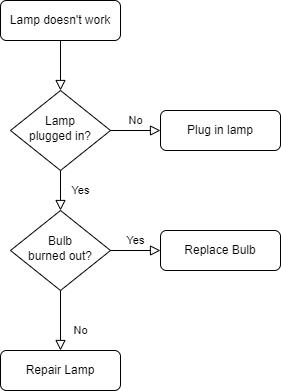 Lamp doesn't work
Lamp
plugged in?
No
Plug in lamp
Yes
Bulb
burned out?
Yes
Replace Bulb
No
Repair Lamp